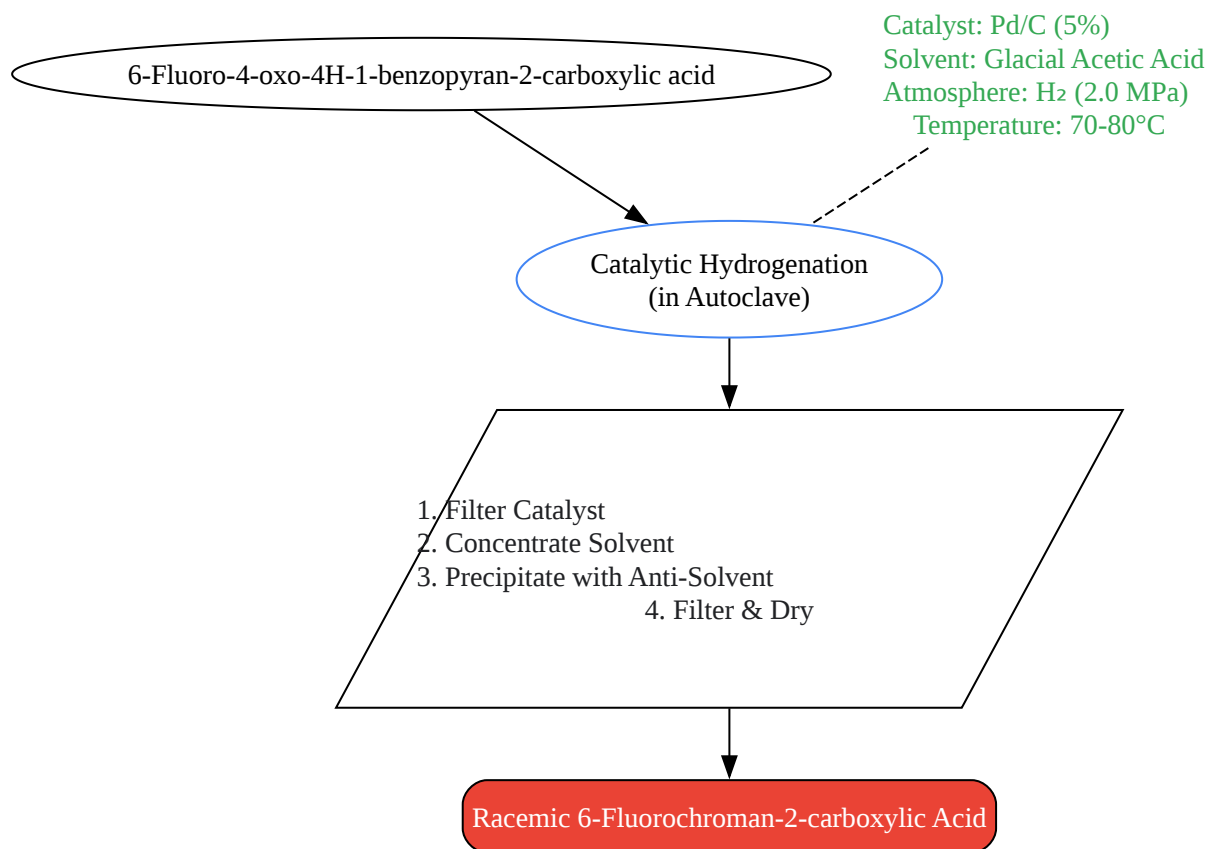 6-Fluoro-4-oxo-4H-1-benzopyran-2-carboxylic acid
Catalyst: Pd/C (5%)
Solvent: Glacial Acetic Acid
Atmosphere: H₂ (2.0 MPa)
Temperature: 70-80°C
Catalytic Hydrogenation
(in Autoclave)
1. Filter Catalyst
2. Concentrate Solvent
3. Precipitate with Anti-Solvent
4. Filter & Dry
Racemic 6-Fluorochroman-2-carboxylic Acid